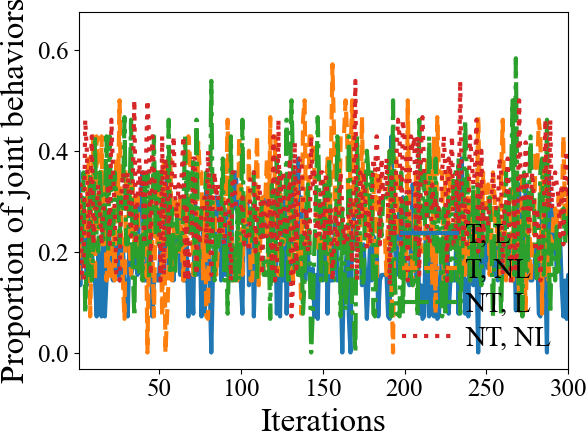 Proportion of joint behaviors
0.6
0.4
0.2
0.0
T, L
T, NL
NT, L
NT, NL
50 100 150 200 250 300
Iterations